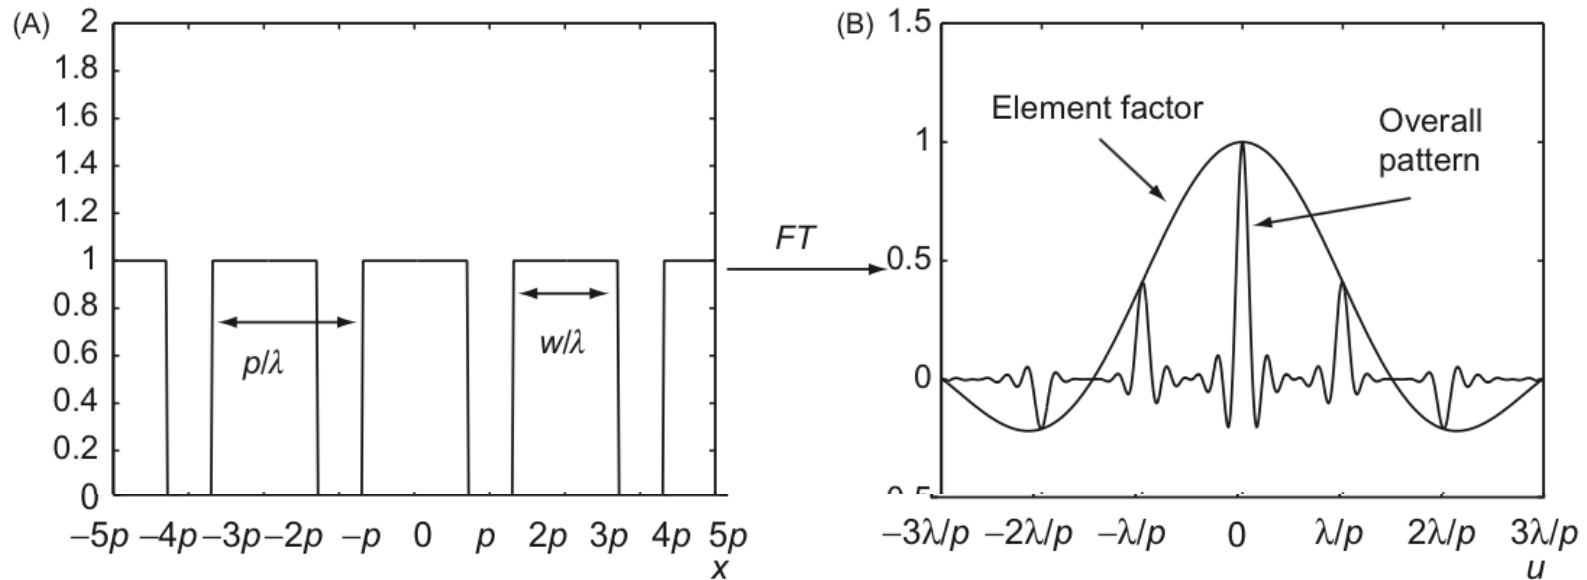 (A)
2
1.8
1.6
1.4
1.2
1
0.8
0.6
0.4
0.2
0
p/λ
w/λ
−5p −4p −3p −2p −p 0 p 2p 3p 4p 5p
x
FT
(B)
1.5
1
0.5
0
0.5
Element factor
Overall
pattern
−3λ/p −2λ/p −λ/p 0 λ/p 2λ/p 3λ/p
u